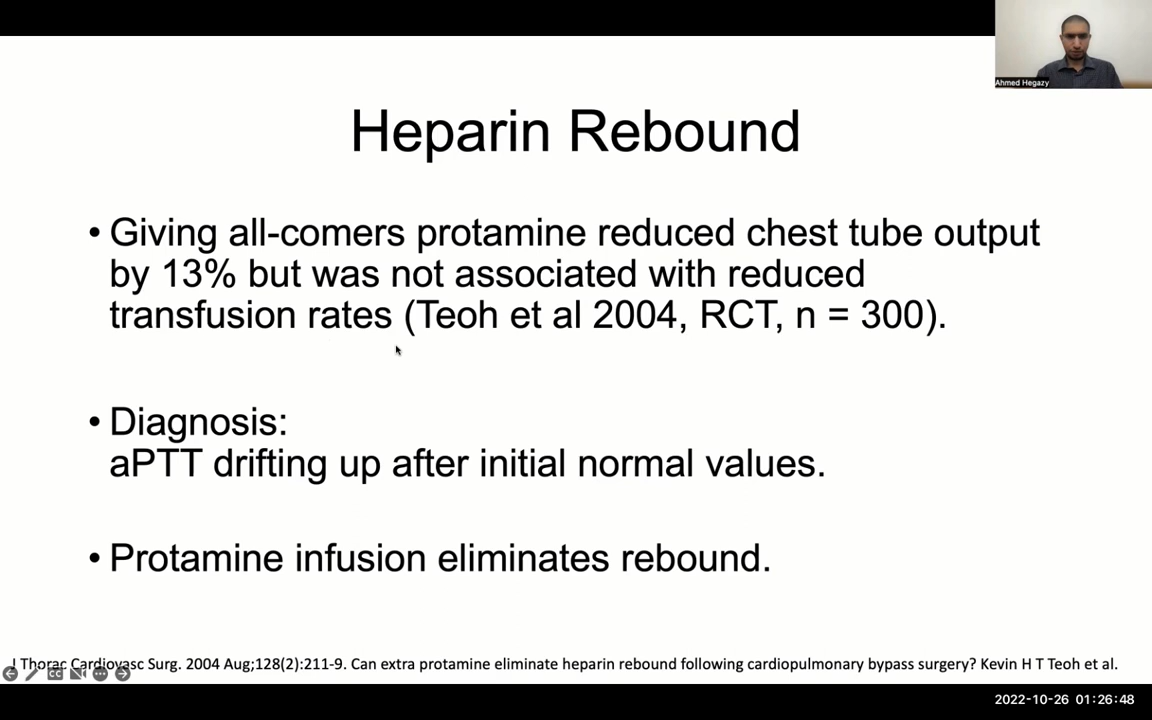 Ahmed Hegazy
Heparin Rebound
• Giving all-comers protamine reduced chest tube output
by 13% but was not associated with reduced
transfusion rates (Teoh et al 2004, RCT, n = 300).
• Diagnosis:
aPTT drifting up after initial normal values.
• Protamine infusion eliminates rebound.
J Thorac Cardiovasc Surg. 2004 Aug;128(2):211-9. Can extra protamine eliminate heparin rebound following cardiopulmonary bypass surgery? Kevin H T Teoh et al.
CC
2022-10-26 01:26:48